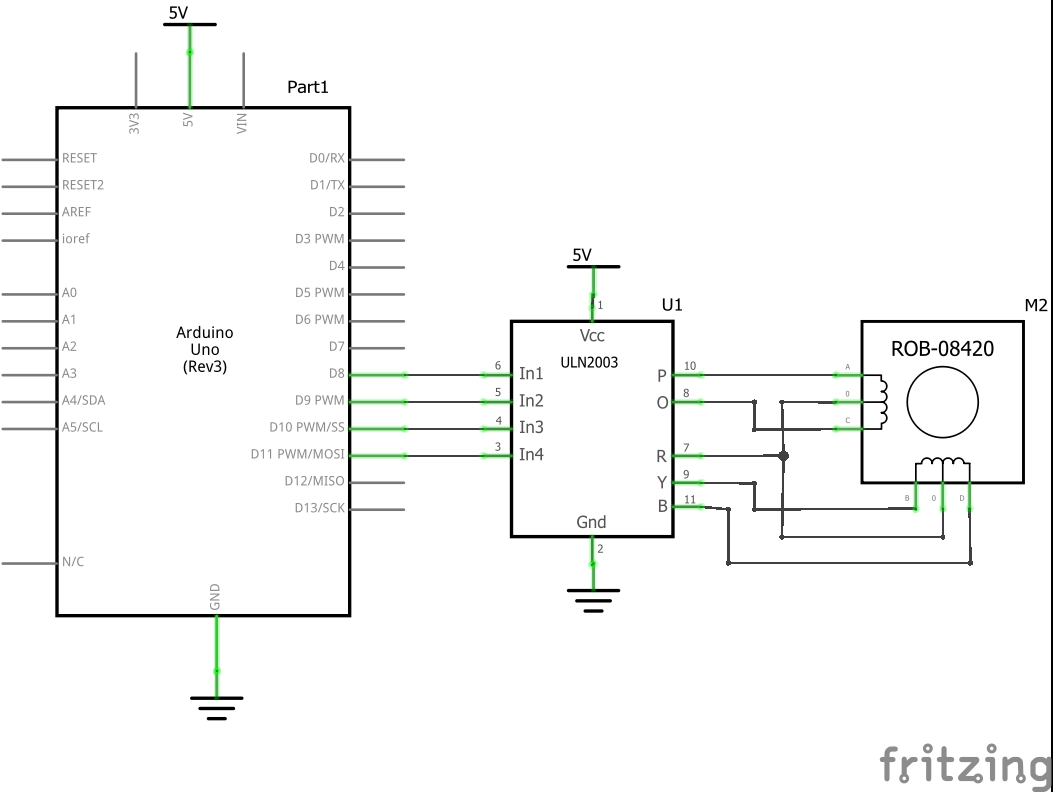 5V
Part1
3V3
5V
VIN
RESET
RESET2
AREF
ioref
A0
A1
A2
A3
A4/SDA
A5/SCL
N/C
Arduino
Uno
(Rev3)
D0/RX
D1/TX
D2
D3 PWM
D4
D5 PWM
D6 PWM
D7
D8
D9 PWM
D10 PWM/SS
D11 PWM/MOSI
D12/MISO
D13/SCK
GND
5V
1
U1
Vcc
ULN2003
6 In1
5 In2
4 In3
3 In4
P 10
O 8
R 7
Y 9
B 11
Gnd
2
M2
ROB-08420
A
0
C
B 0 D
fritzing